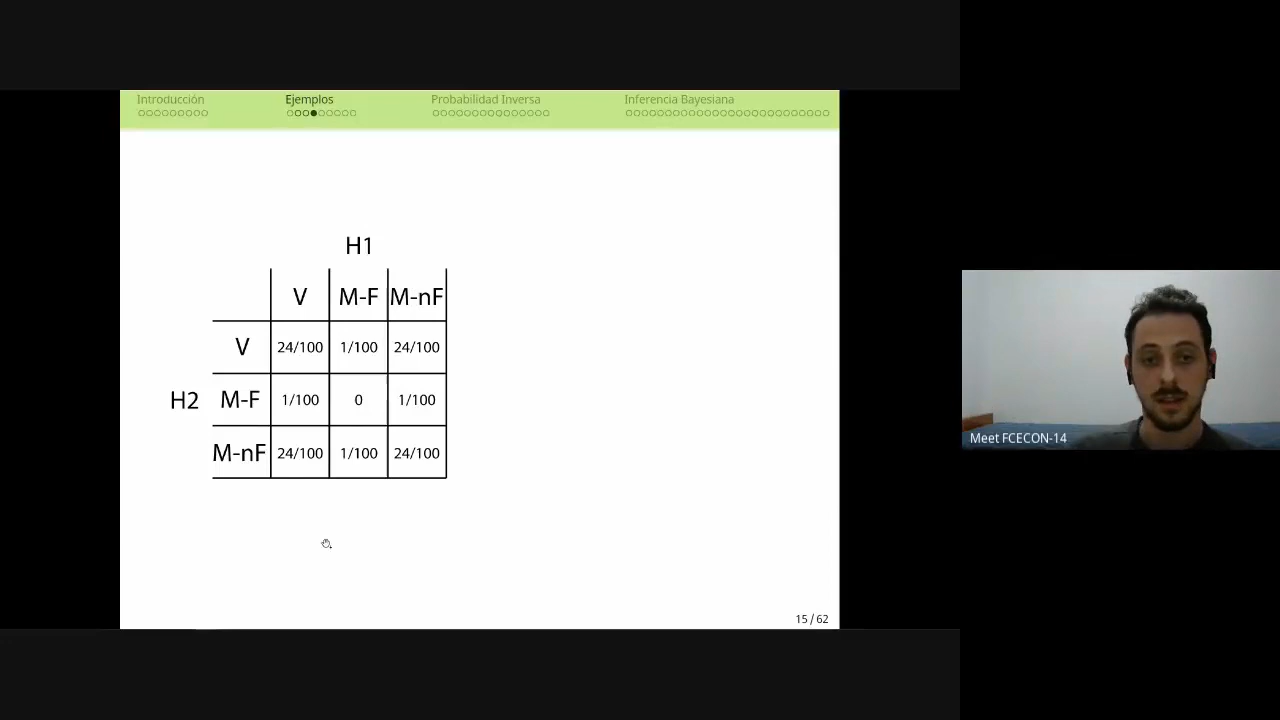 Introducción Ejemplos Probabilidad Inversa Inferencia Bayesiana
H1
V M-F M-nF
V 24/100 1/100 24/100
H2 M-F 1/100 0 1/100
M-nF 24/100 1/100 24/100
15 / 62
Meet FCECON-14